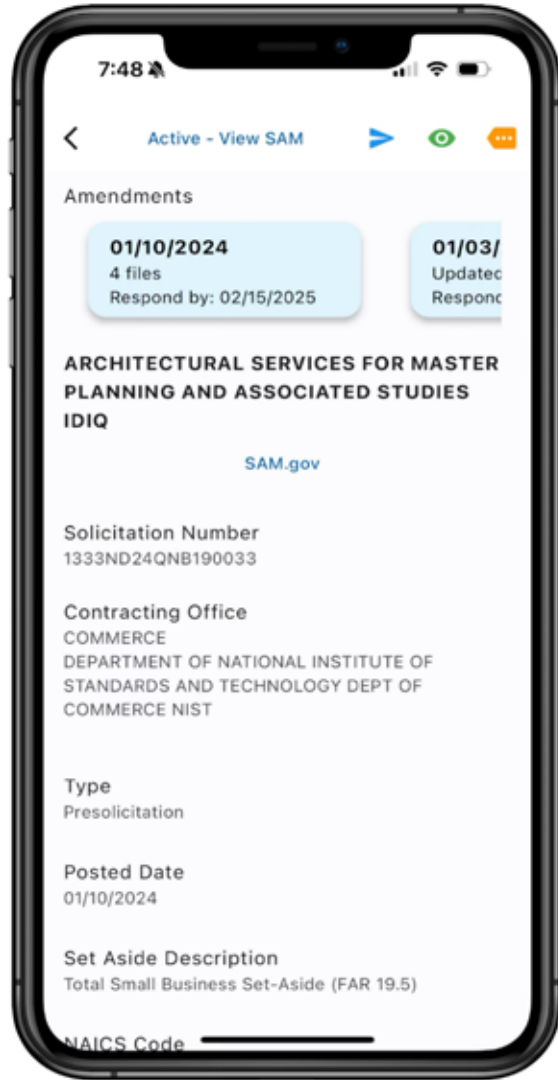 7:48
Active - View SAM
Amendments
01/10/2024
4 files
Respond by: 02/15/2025
01/03/
Updated
Respond
ARCHITECTURAL SERVICES FOR MASTER
PLANNING AND ASSOCIATED STUDIES
IDIQ
SAM.gov
Solicitation Number
1333ND24QNB190033
Contracting Office
COMMERCE
DEPARTMENT OF NATIONAL INSTITUTE OF
STANDARDS AND TECHNOLOGY DEPT OF
COMMERCE NIST
Type
Presolicitation
Posted Date
01/10/2024
Set Aside Description
Total Small Business Set-Aside (FAR 19.5)
NAICS Code